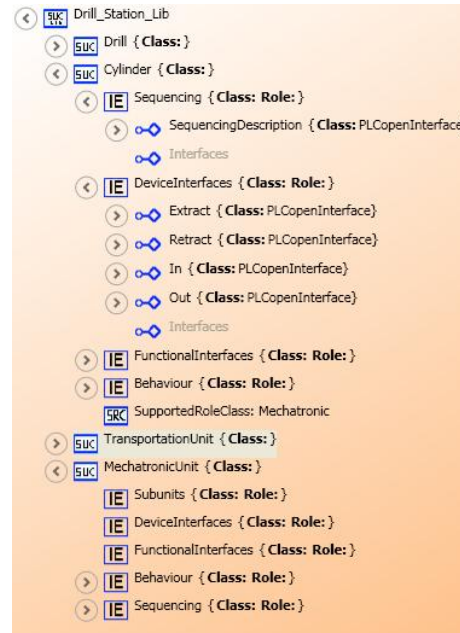 SUC LIB Drill_Station_Lib
SUC Drill { Class: }
SUC Cylinder { Class: }
IE Sequencing { Class: Role: }
SequencingDescription { Class: PLCopenInterface
Interfaces
IE DeviceInterfaces { Class: Role: }
Extract { Class: PLCopenInterface}
Retract { Class: PLCopenInterface}
In { Class: PLCopenInterface}
Out { Class: PLCopenInterface}
Interfaces
IE FunctionalInterfaces { Class: Role: }
IE Behaviour { Class: Role: }
SRC SupportedRoleClass: Mechatronic
SUC TransportationUnit { Class: }
SUC MechatronicUnit { Class: }
IE Subunits { Class: Role: }
IE DeviceInterfaces { Class: Role: }
IE FunctionalInterfaces { Class: Role: }
IE Behaviour { Class: Role: }
IE Sequencing { Class: Role: }